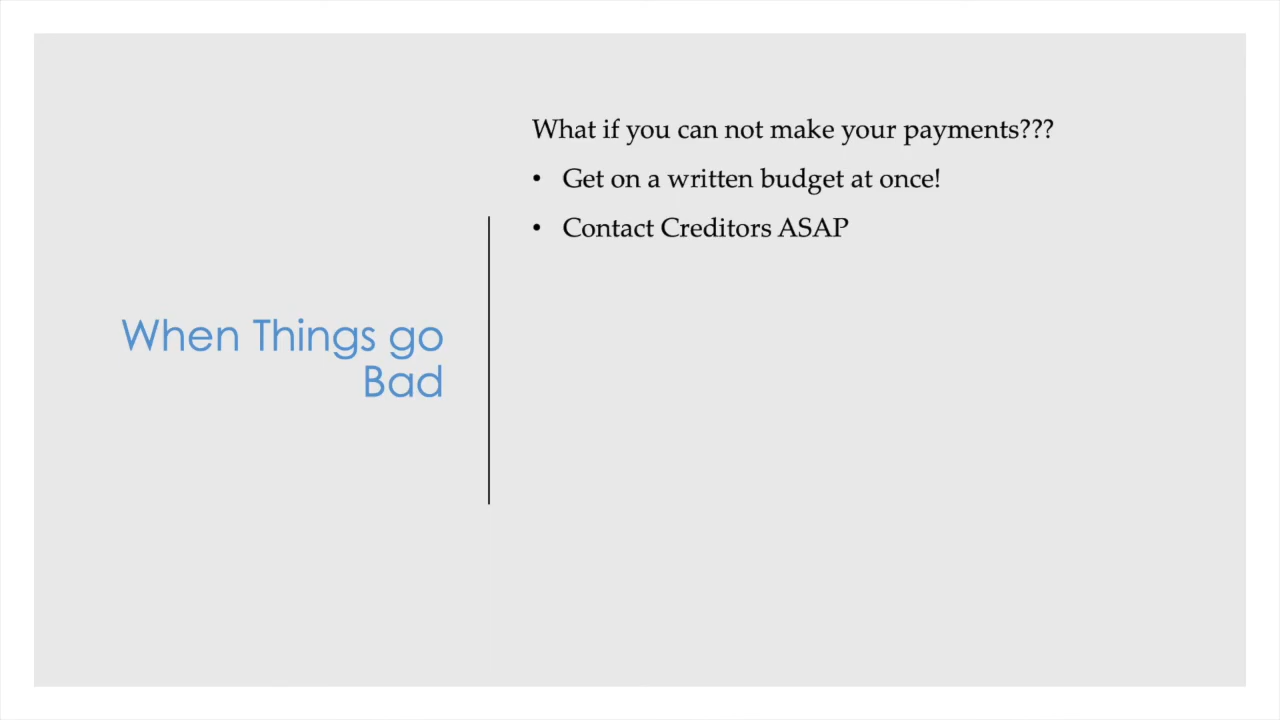 When Things go
Bad
What if you can not make your payments???
• Get on a written budget at once!
• Contact Creditors ASAP